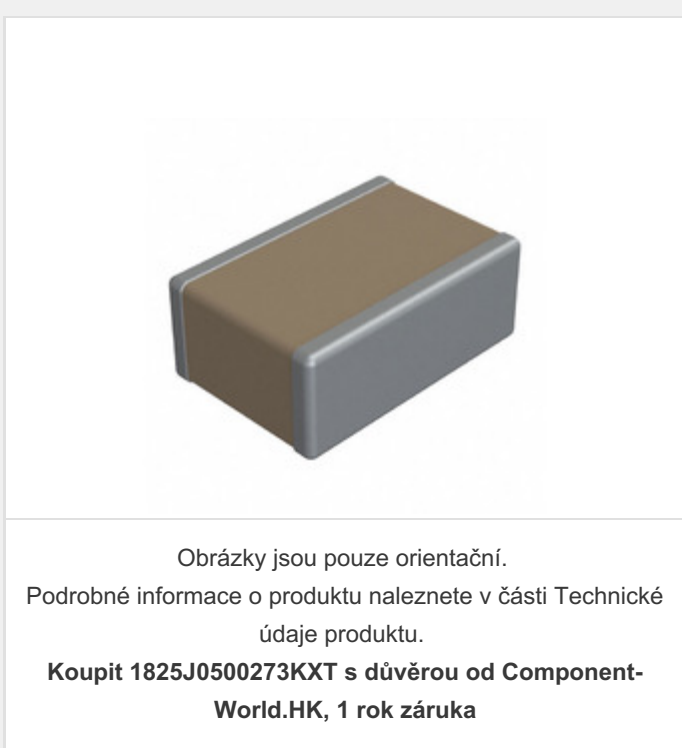 Obrázky jsou pouze orientační.
Podrobné informace o produktu naleznete v části Technické
údaje produktu.
Koupit 1825J0500273KXT s důvěrou od Component-
World.HK, 1 rok záruka